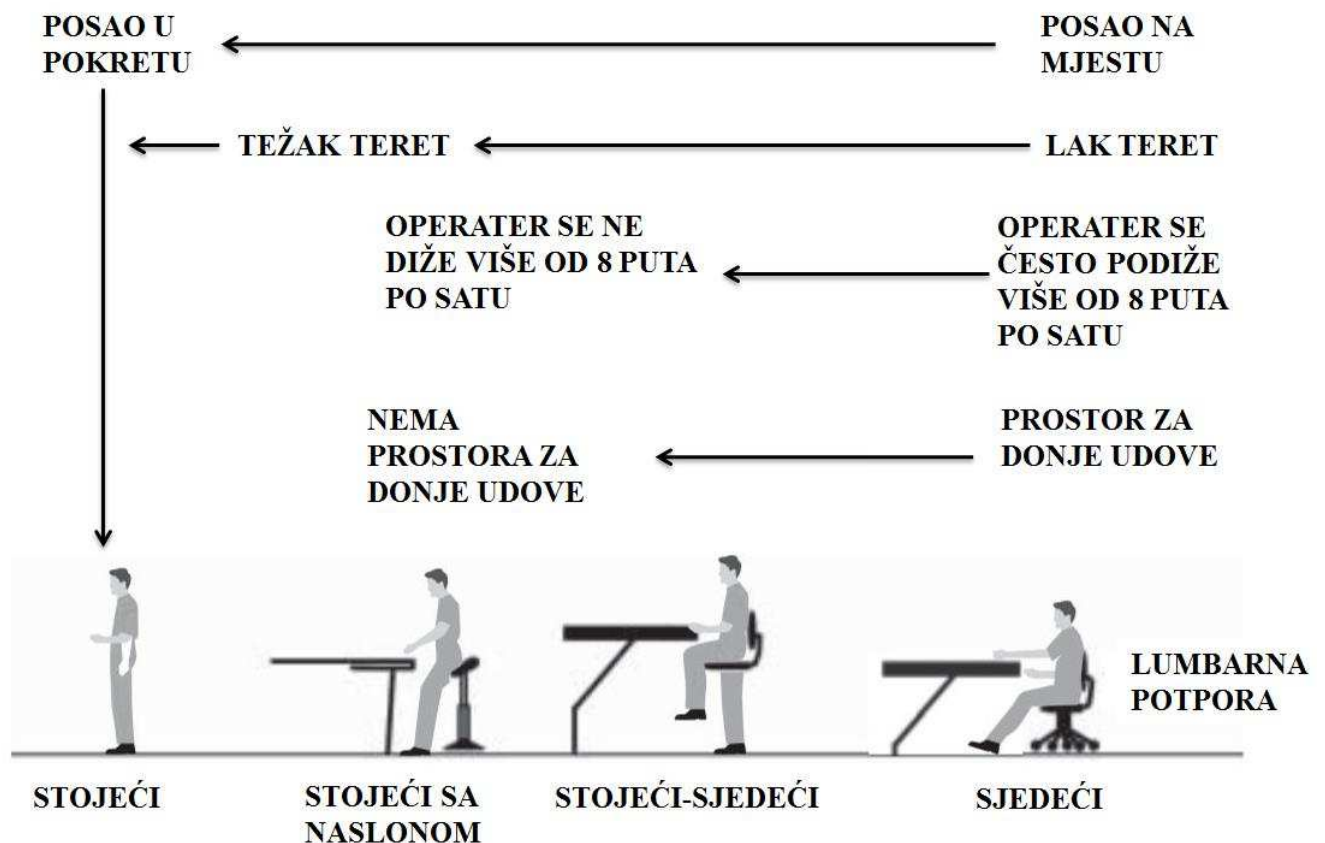 POSAO U
POKRETU
POSAO NA
MJESTU
TEŽAK TERET
LAK TERET
OPERATER SE NE
DIŽE VIŠE OD 8 PUTA
PO SATU
OPERATER SE
ČESTO PODIŽE
VIŠE OD 8 PUTA
PO SATU
NEMA
PROSTORA ZA
DONJE UDOVE
PROSTOR ZA
DONJE UDOVE
LUMBARNA
POTPORA
STOJEĆI
STOJEĆI SA
NASLONOM
STOJEĆI-SJEDEĆI
SJEDEĆI